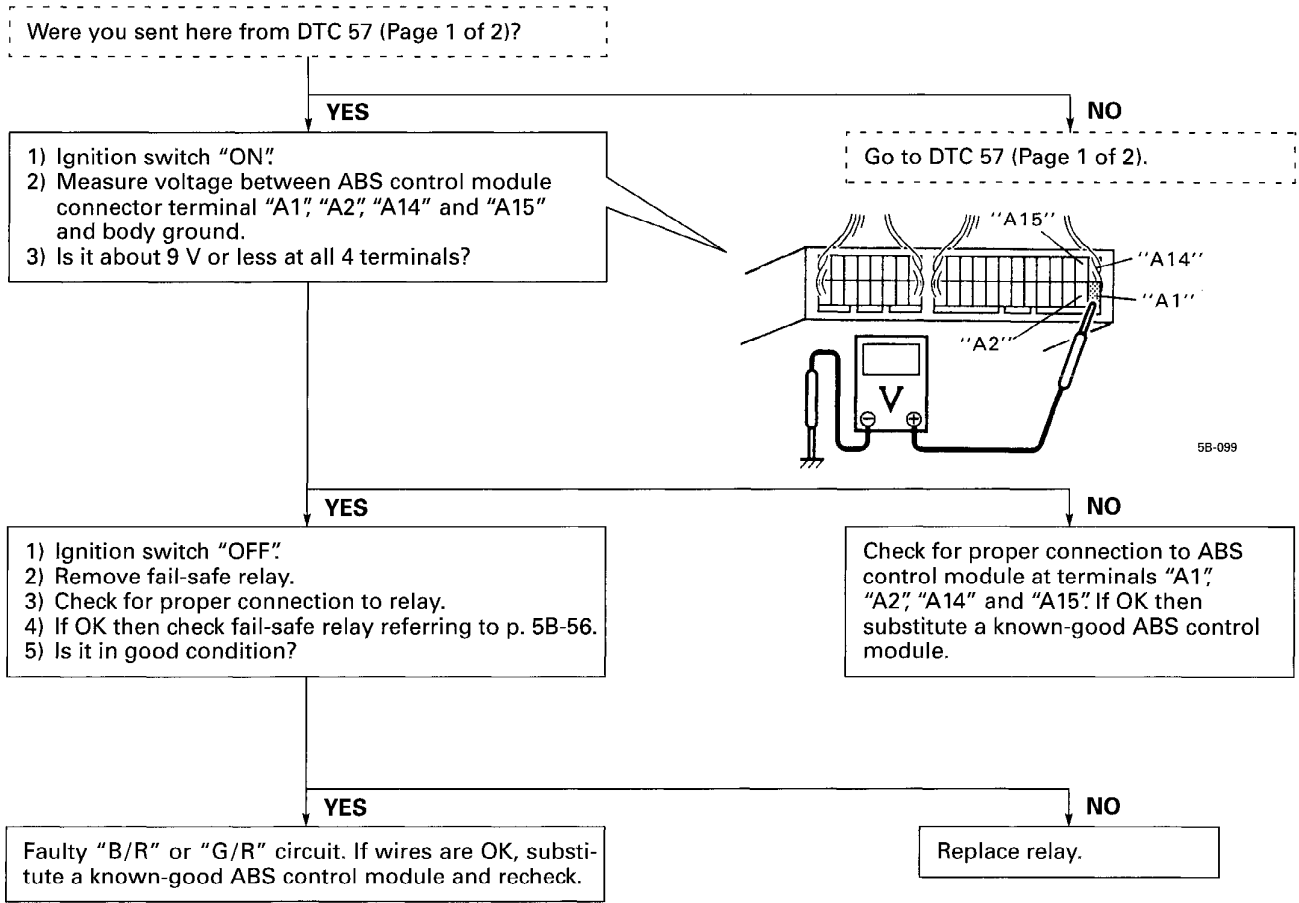 Were you sent here from DTC 57 (Page 1 of 2)?
YES
NO
1) Ignition switch "ON".
2) Measure voltage between ABS control module
connector terminal "A1", "A2", "A14" and "A15"
and body ground.
3) Is it about 9 V or less at all 4 terminals?
Go to DTC 57 (Page 1 of 2).
"A15"
"A14"
"A1"
"A2"
V
5B-099
YES
NO
1) Ignition switch "OFF".
2) Remove fail-safe relay.
3) Check for proper connection to relay.
4) If OK then check fail-safe relay referring to p. 5B-56.
5) Is it in good condition?
Check for proper connection to ABS
control module at terminals "A1",
"A2", "A14" and "A15". If OK then
substitute a known-good ABS control
module.
YES
NO
Faulty "B/R" or "G/R" circuit. If wires are OK, substi-
tute a known-good ABS control module and recheck.
Replace relay.